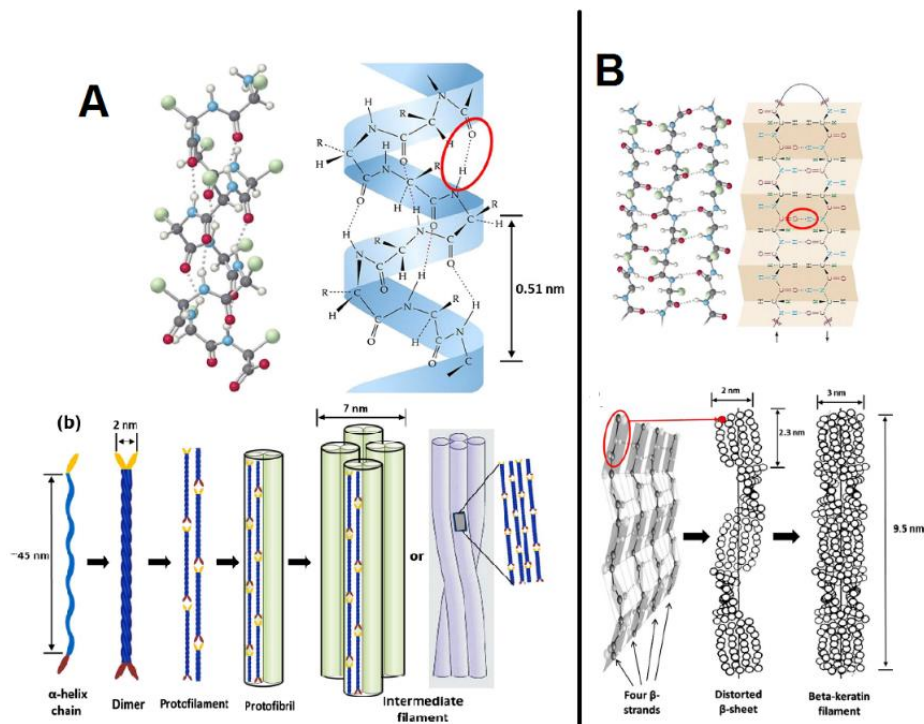 A
0.51 nm
B
(b)
2 nm
7 nm
~45 nm
or
α-helix
chain
Dimer
Protofilament
Protofibril
Intermediate
filament
2 nm
3 nm
2.3 nm
9.5 nm
Four β-
strands
Distorted
β-sheet
Beta-keratin
filament